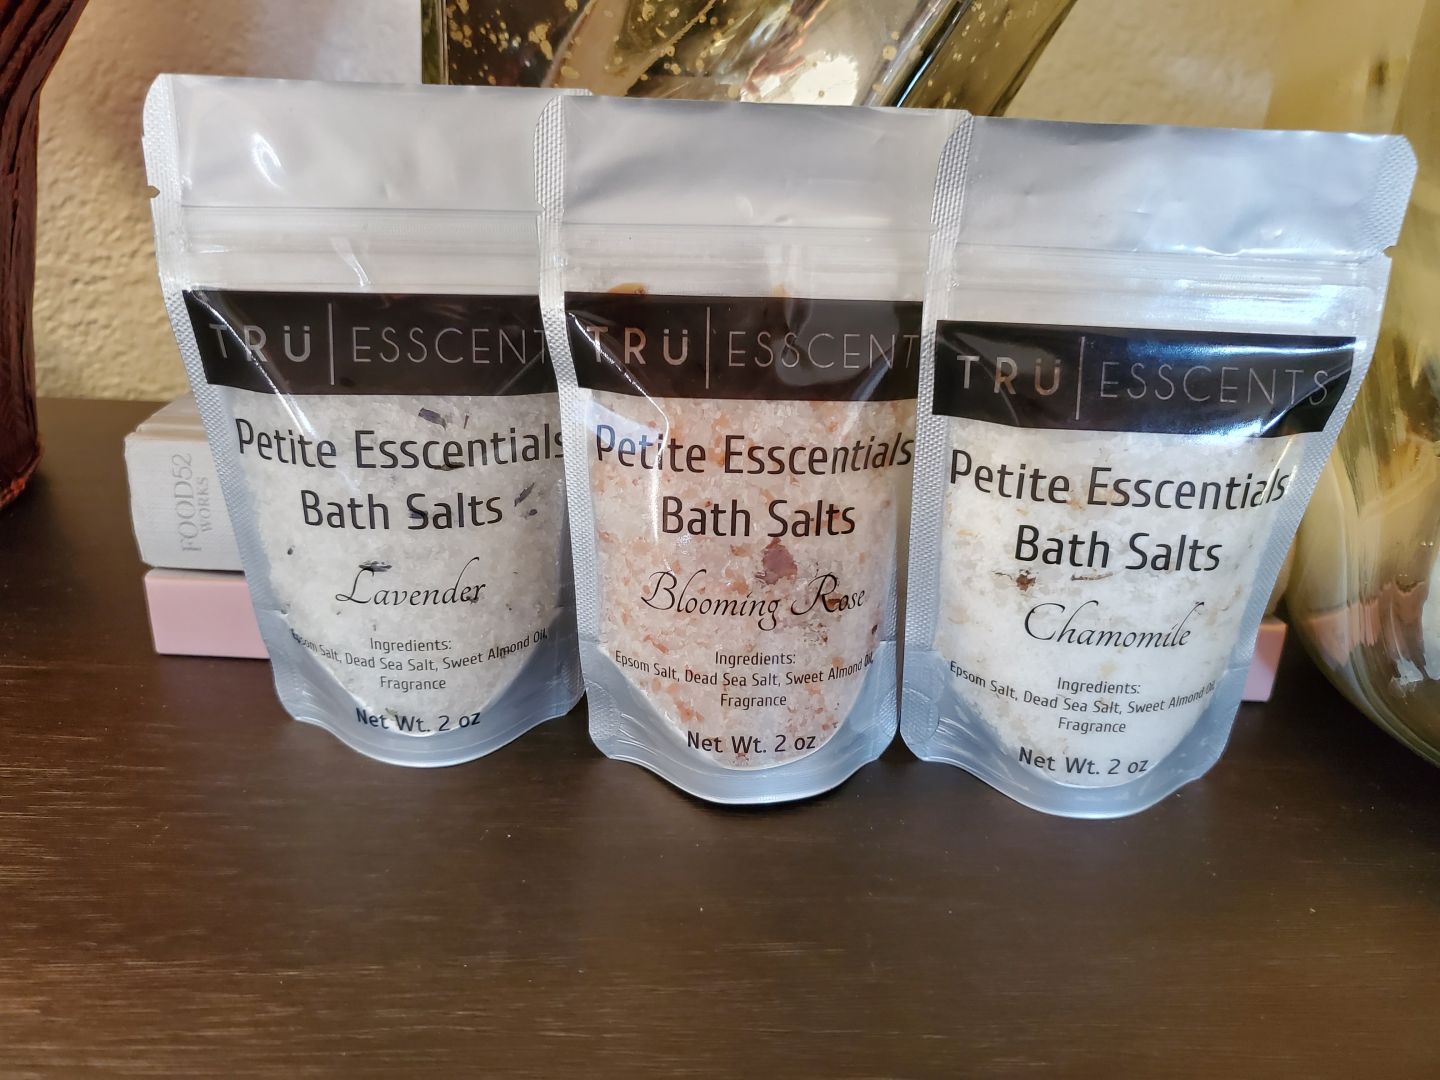 TRÜ | ESSCENT
Petite Esscentials
Bath Salts
Lavender
Ingredients:
Epsom Salt, Dead Sea Salt, Sweet Almond Oil,
Fragrance
Net Wt. 2 oz
TRÜ | ESSCENT
Petite Esscentials
Bath Salts
Blooming Rose
Ingredients:
Epsom Salt, Dead Sea Salt, Sweet Almond Oil,
Fragrance
Net Wt. 2 oz
TRÜ | ESSCENTS
Petite Esscentials
Bath Salts
Chamomile
Ingredients:
Epsom Salt, Dead Sea Salt, Sweet Almond Oil,
Fragrance
Net Wt. 2 oz
FOOD52
WORKS